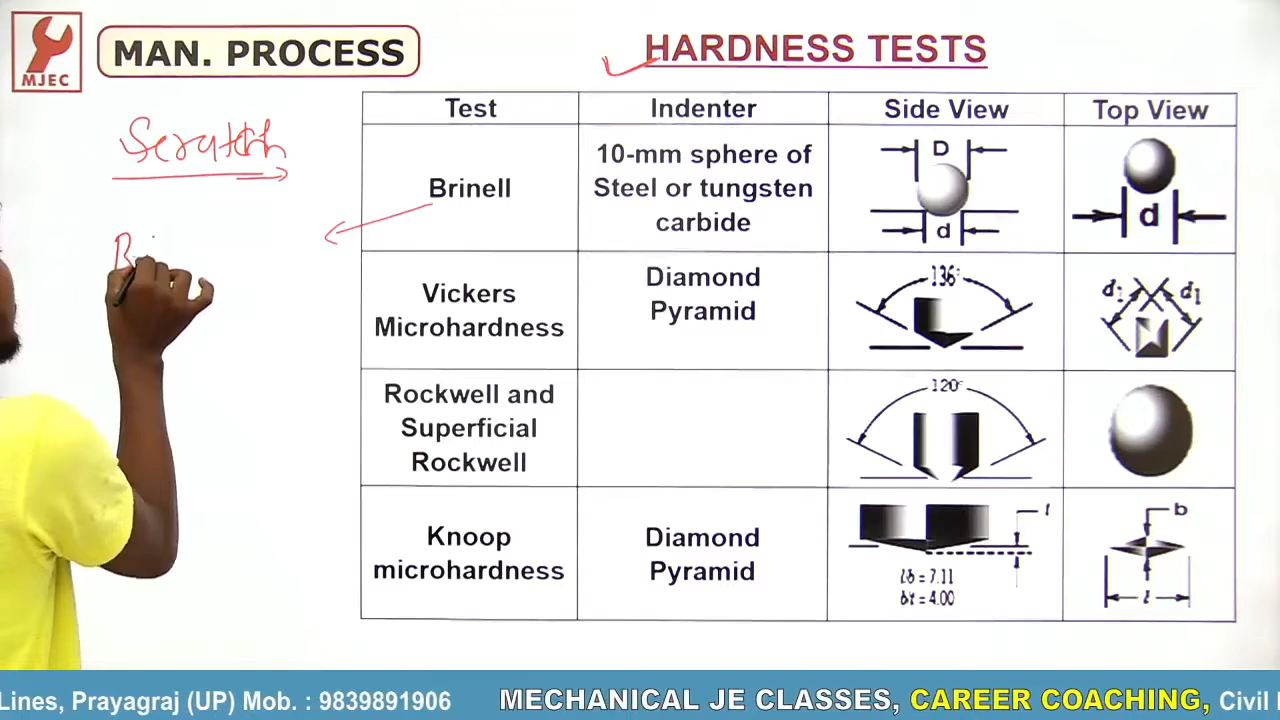 MJEC
MAN. PROCESS
HARDNESS TESTS
Scratch
Test
Indenter
Side View
Top View
Brinell
10-mm sphere of
Steel or tungsten
carbide
D
d
d
Vickers
Microhardness
Diamond
Pyramid
136°
d1
d1
Rockwell and
Superficial
Rockwell
120°
Knoop
microhardness
Diamond
Pyramid
t
l/b = 7.11
b/t = 4.00
b
l
Lines, Prayagraj (UP) Mob. : 9839891906
MECHANICAL JE CLASSES, CAREER COACHING, Civil